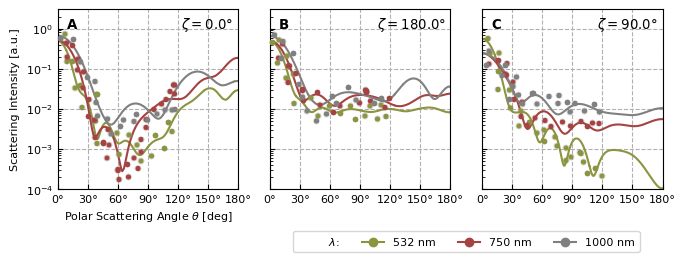 A ζ = 0.0°
B ζ = 180.0°
C ζ = 90.0°
Scattering Intensity [a.u.]
10⁰
10⁻¹
10⁻²
10⁻³
10⁻⁴
0° 30° 60° 90° 120° 150° 180°
0° 30° 60° 90° 120° 150° 180°
0° 30° 60° 90° 120° 150° 180°
Polar Scattering Angle θ [deg]
λ: 532 nm 750 nm 1000 nm